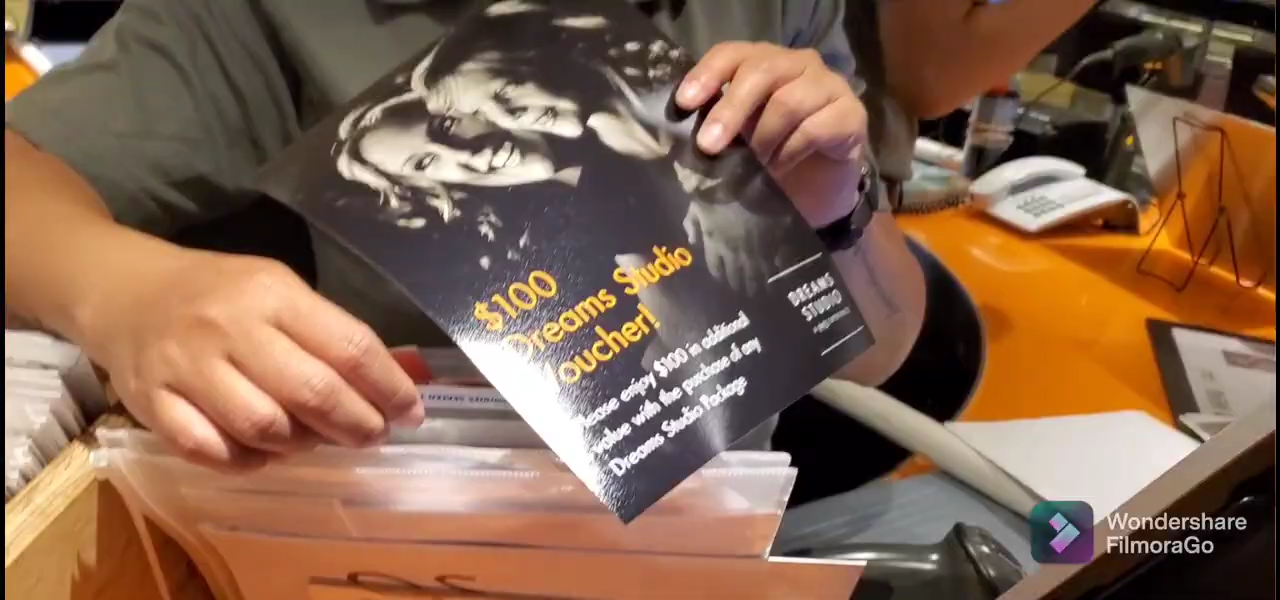 $100
Dreams Studio
Voucher!
Please enjoy $100 in additional
value with the purchase of any
Dreams Studio Package
DREAMS
STUDIO
Wondershare
FilmoraGo